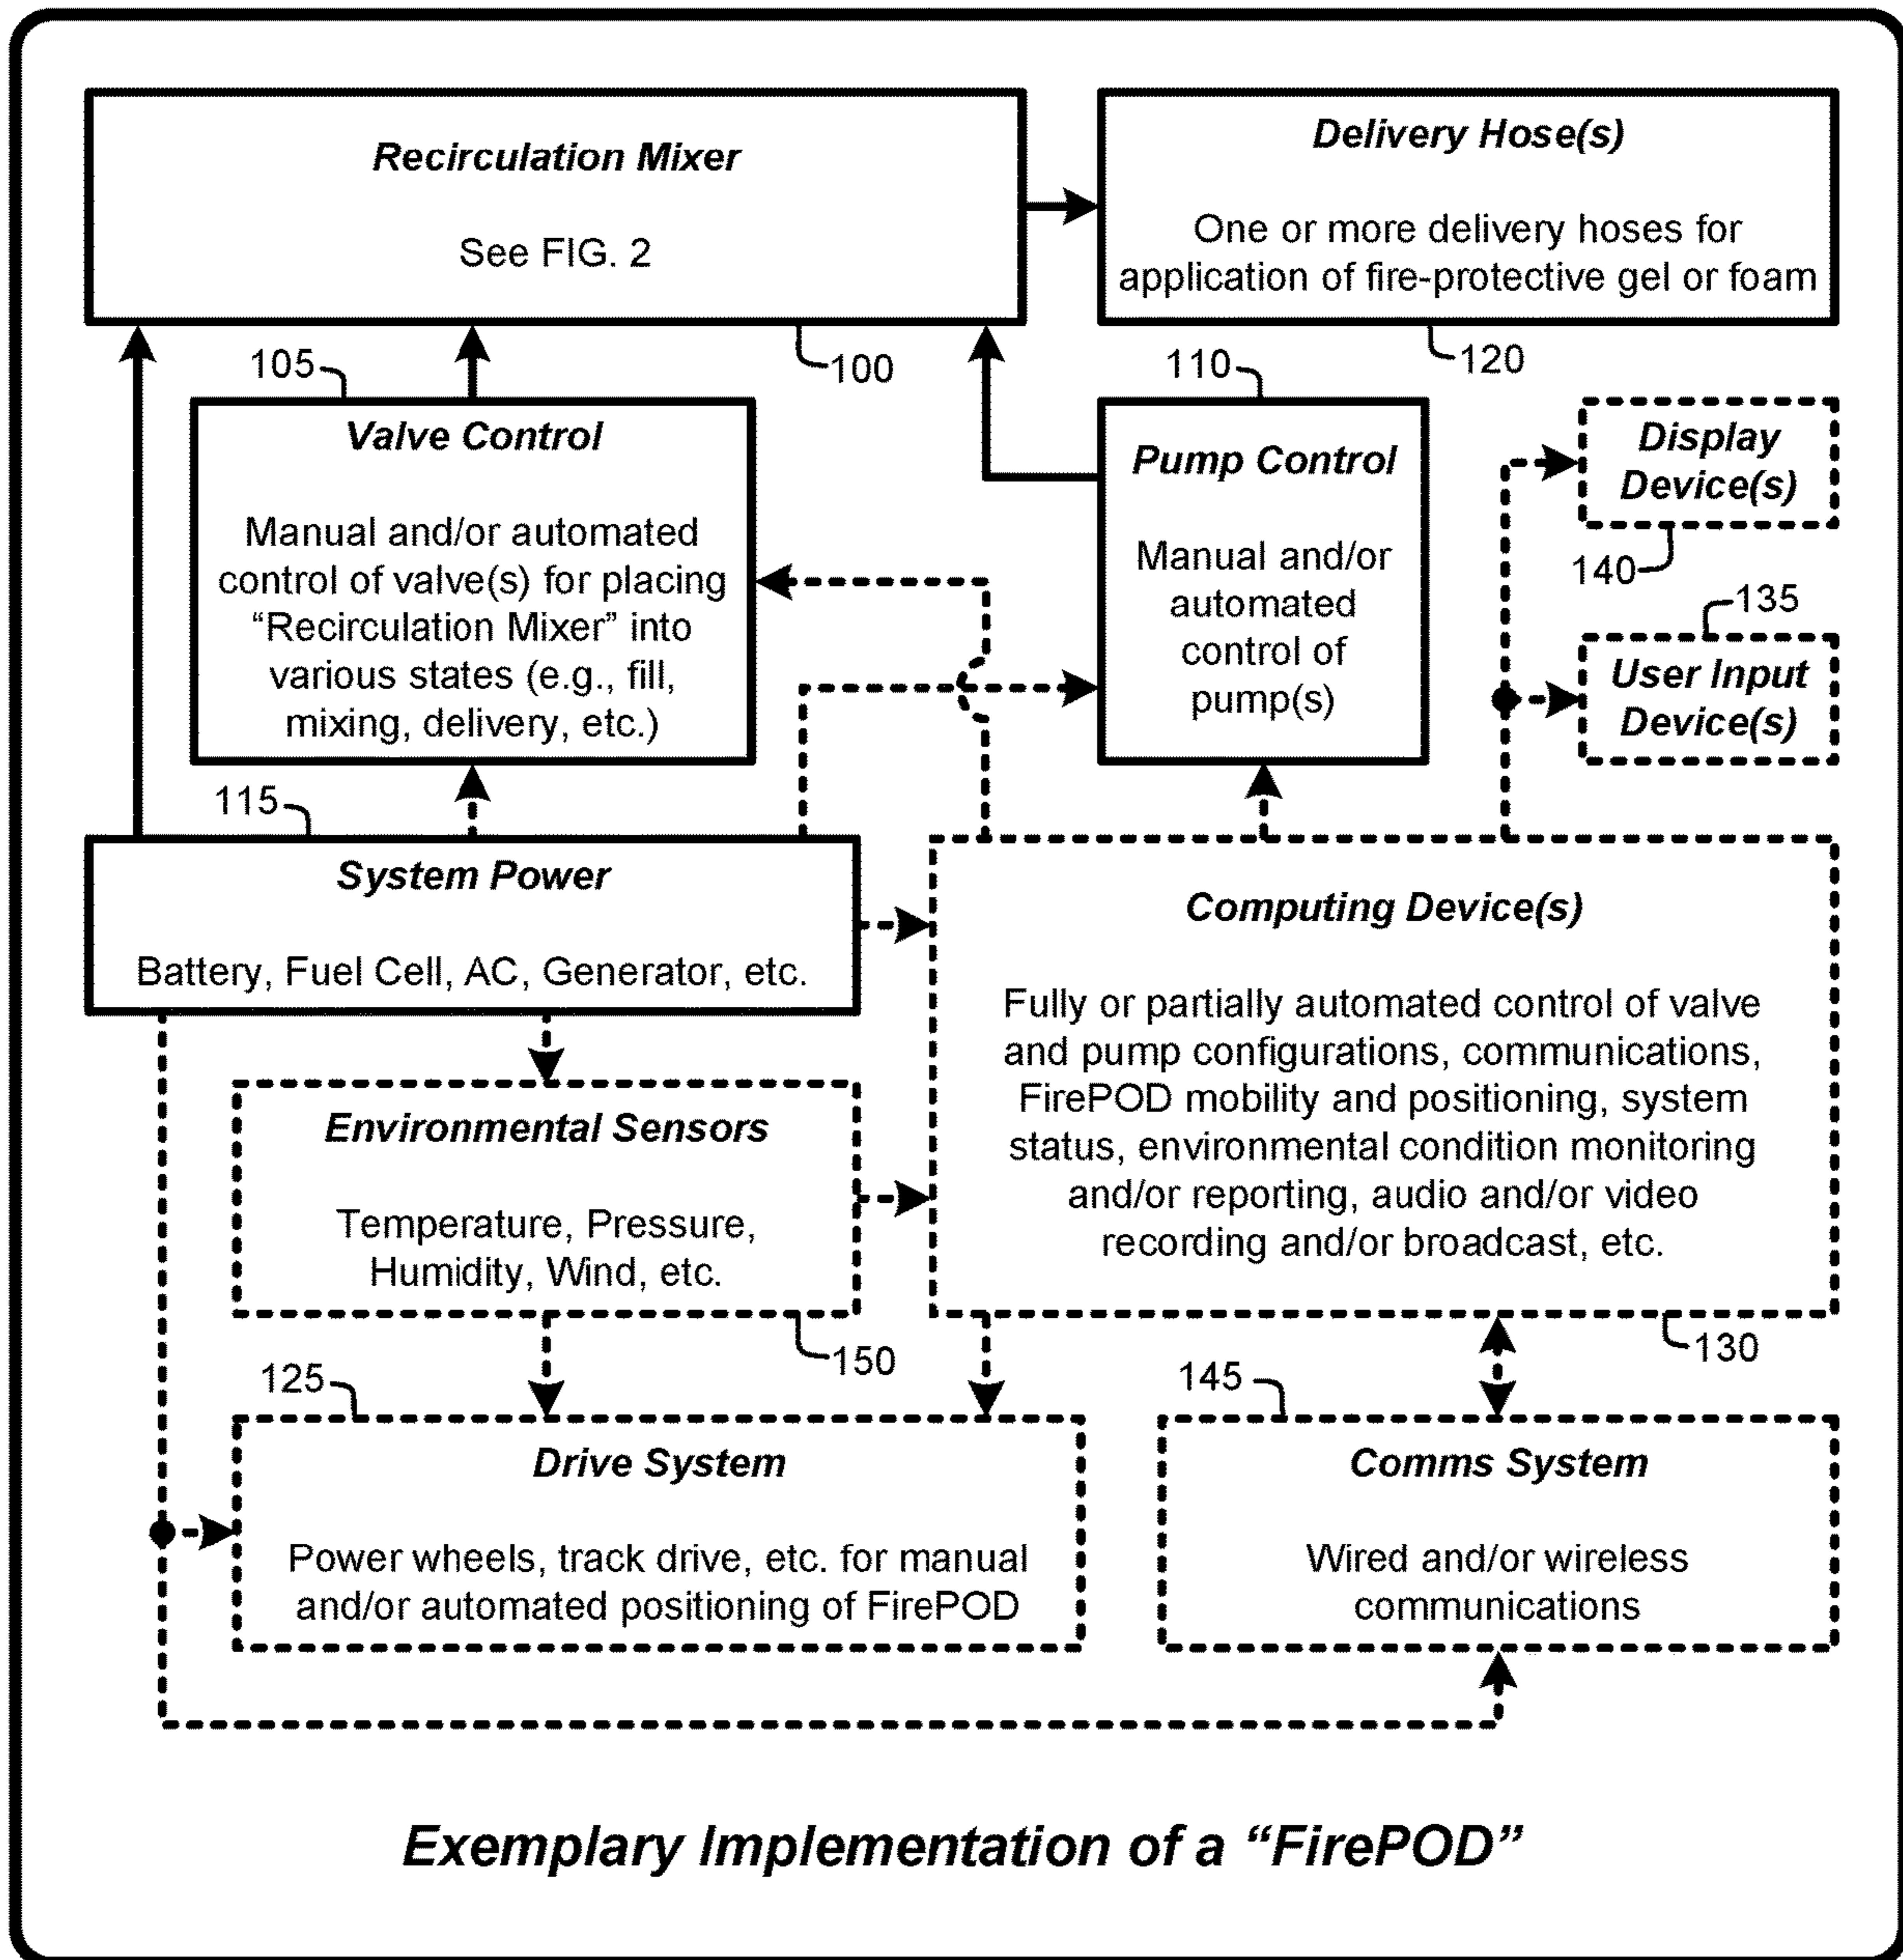 Recirculation Mixer
See FIG. 2
100
Delivery Hose(s)
One or more delivery hoses for
application of fire-protective gel or foam
120
105
Valve Control
Manual and/or automated
control of valve(s) for placing
“Recirculation Mixer” into
various states (e.g., fill,
mixing, delivery, etc.)
110
Pump Control
Manual and/or
automated
control of
pump(s)
Display
Device(s)
140
135
User Input
Device(s)
115
System Power
Battery, Fuel Cell, AC, Generator, etc.
Computing Device(s)
Fully or partially automated control of valve
and pump configurations, communications,
FirePOD mobility and positioning, system
status, environmental condition monitoring
and/or reporting, audio and/or video
recording and/or broadcast, etc.
130
Environmental Sensors
Temperature, Pressure,
Humidity, Wind, etc.
150
125
Drive System
Power wheels, track drive, etc. for manual
and/or automated positioning of FirePOD
145
Comms System
Wired and/or wireless
communications
Exemplary Implementation of a “FirePOD”